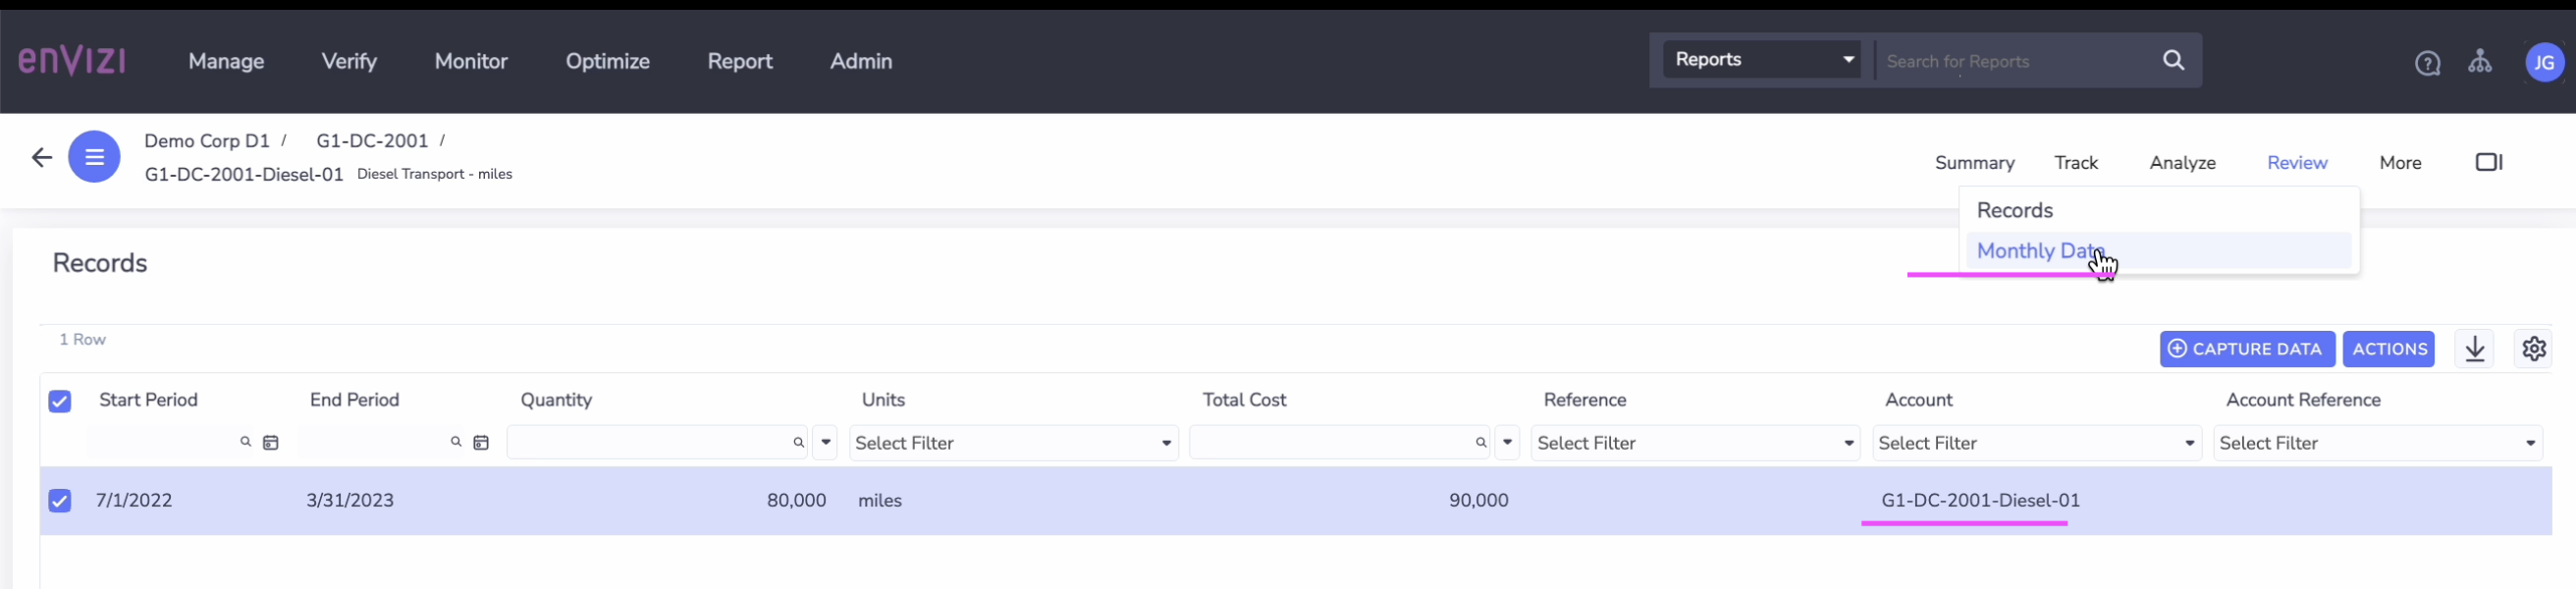 enVIZI Manage Verify Monitor Optimize Report Admin Reports Search for Reports JG
Demo Corp D1 / G1-DC-2001 /
G1-DC-2001-Diesel-01 Diesel Transport - miles
Summary Track Analyze Review More
Records
Monthly Data
Records
1 Row
CAPTURE DATA ACTIONS
Start Period End Period Quantity Units Total Cost Reference Account Account Reference
Select Filter Select Filter Select Filter Select Filter
7/1/2022 3/31/2023 80,000 miles 90,000 G1-DC-2001-Diesel-01